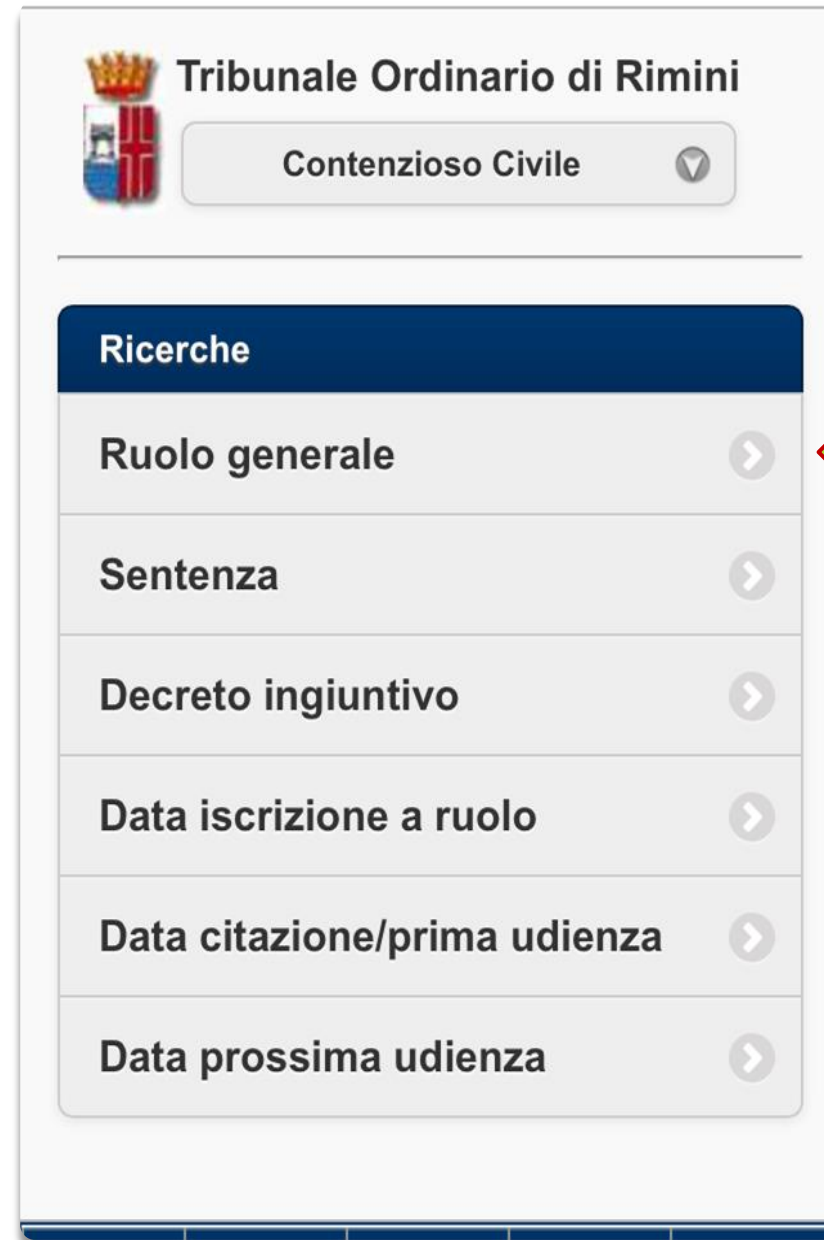 Tribunale Ordinario di Rimini
Contenzioso Civile
Ricerche
Ruolo generale
Sentenza
Decreto ingiuntivo
Data iscrizione a ruolo
Data citazione/prima udienza
Data prossima udienza